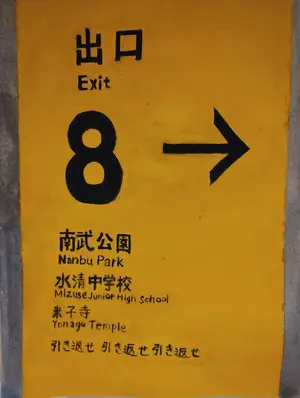 出口
Exit
8 →
南武公園
Nanbu Park
水清中学校
Mizuse Junior High School
米子寺
Yonago Temple
引き返せ 引き返せ 引き返せ